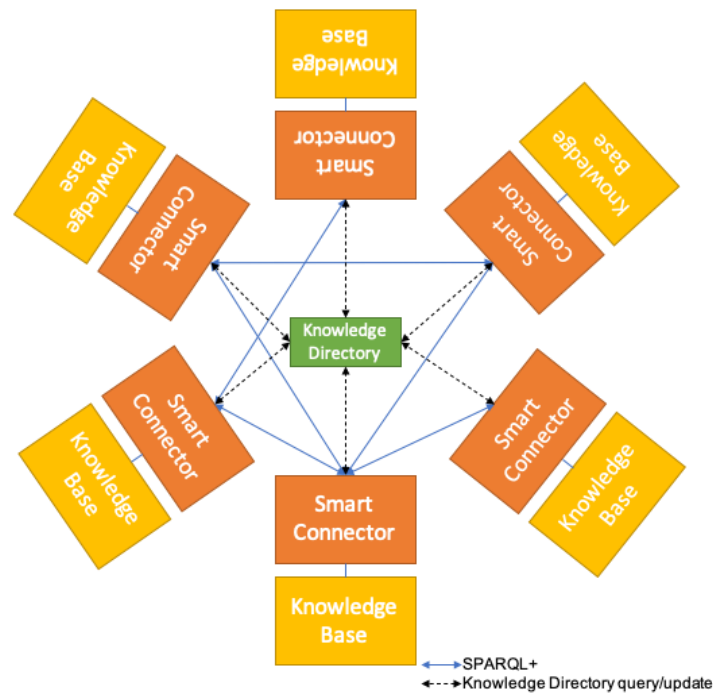 Knowledge
Base
Smart
Connector
Knowledge
Base
Smart
Connector
Knowledge
Base
Smart
Connector
Knowledge
Directory
Smart
Connector
Knowledge
Base
Smart
Connector
Knowledge
Base
Smart
Connector
Knowledge
Base
SPARQL+
Knowledge Directory query/update